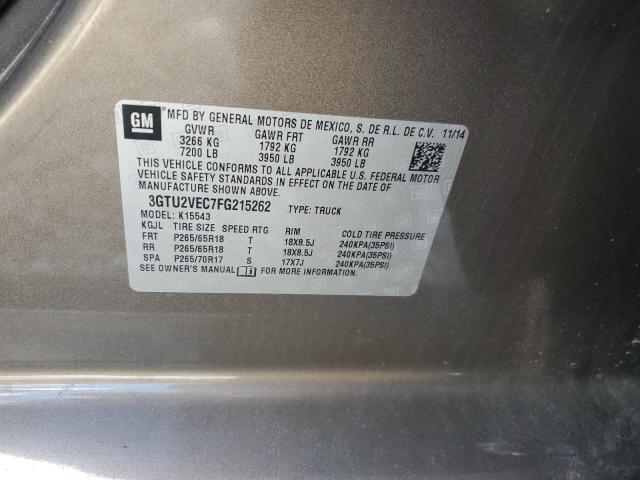 GM
*MFD BY GENERAL MOTORS DE MEXICO, S. DE R.L. DE C.V. 11/14
GVWR GAWR FRT GAWR RR
3266 KG 1792 KG 1792 KG
7200 LB 3950 LB 3950 LB
THIS VEHICLE CONFORMS TO ALL APPLICABLE U.S. FEDERAL MOTOR
VEHICLE SAFETY STANDARDS IN EFFECT ON THE DATE OF
MANUFACTURE SHOWN ABOVE.
3GTU2VEC7FG215262 TYPE: TRUCK
MODEL: K15543
KGJL TIRE SIZE SPEED RTG RIM COLD TIRE PRESSURE
FRT P265/65R18 T 18X8.5J 240KPA(35PSI)
RR P265/65R18 T 18X8.5J 240KPA(35PSI)
SPA P265/70R17 S 17X7J 240KPA(35PSI)
SEE OWNER'S MANUAL FOR MORE INFORMATION.